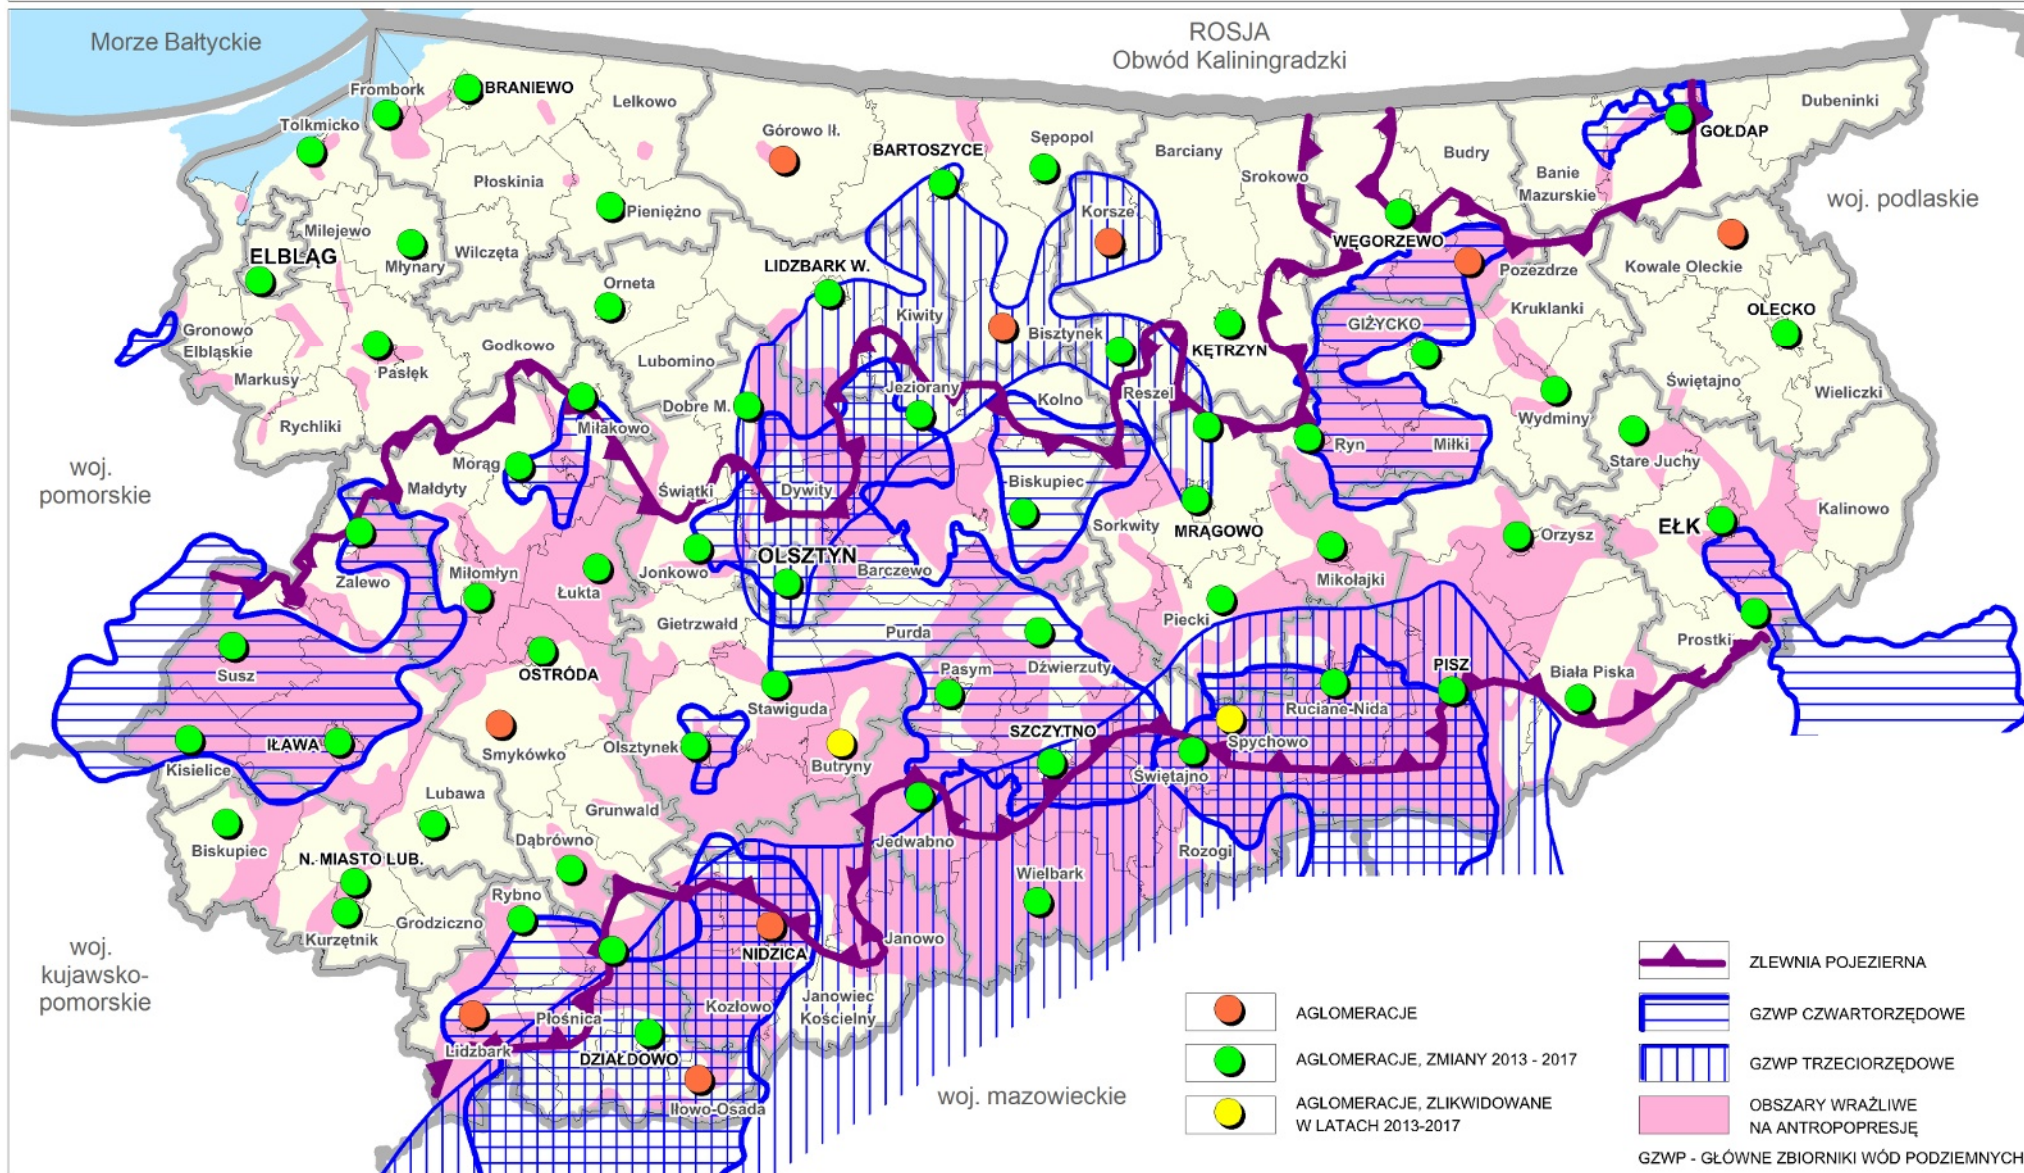 Morze Bałtyckie
ROSJA
Obwód Kaliningradzki
Frombork
BRANIEWO
Lelkowo
Dubeninki
Tolkmicko
Górowo Ił.
BARTOSZYCE
Sępopol
Barciany
Srokowo
Budry
Banie
Mazurskie
GOŁDAP
woj. podlaskie
Płoskinia
Pieniężno
Korsze
Milejewo
ELBLĄG
Młynary
Wilczęta
WĘGORZEWO
LIDZBARK W.
Orneta
Pozezdrze
Kowale Oleckie
Kruklanki
OLECKO
Gronowo
Elbląskie
Kiwity
Bisztynek
GIŻYCKO
KĘTRZYN
Godkowo
Lubomino
Markusy
Pasłęk
Jeziorany
Kolno
Reszel
Świętajno
Wieliczki
Dobre M.
Wydminy
Rychliki
Miłakowo
Ryn
Miłki
Morąg
Stare Juchy
woj.
pomorskie
Małdyty
Świątki
Dywity
Biskupiec
Sorkwity
MRĄGOWO
Kalinowo
EŁK
Orzysz
OLSZTYN
Zalewo
Miłomłyn
Łukta
Jonkowo
Barczewo
Mikołajki
Gietrzwałd
Purda
Piecki
Prostki
Susz
OSTRÓDA
Pasym
Dźwierzuty
PISZ
Biała Piska
Stawiguda
Ruciane-Nida
IŁAWA
Smykówko
Olsztynek
SZCZYTNO
Spychowo
Kisielice
Butryny
Świętajno
Lubawa
Grunwald
Biskupiec
N. MIASTO LUB.
Dąbrówno
Jedwabno
Rozogi
Wielbark
Rybno
Kurzętnik
Grodziczno
NIDZICA
Janowo
woj.
kujawsko-
pomorskie
Płośnica
Kozłowo
Janowiec
Kościelny
Lidzbark
DZIAŁDOWO
Iłowo-Osada
woj. mazowieckie
AGLOMERACJE
AGLOMERACJE, ZMIANY 2013 - 2017
AGLOMERACJE, ZLIKWIDOWANE
W LATACH 2013-2017
ZLEWNIA POJEZIERNA
GZWP CZWARTORZĘDOWE
GZWP TRZECIORZĘDOWE
OBSZARY WRAŻLIWE
NA ANTROPOPRESJĘ
GZWP - GŁÓWNE ZBIORNIKI WÓD PODZIEMNYCH